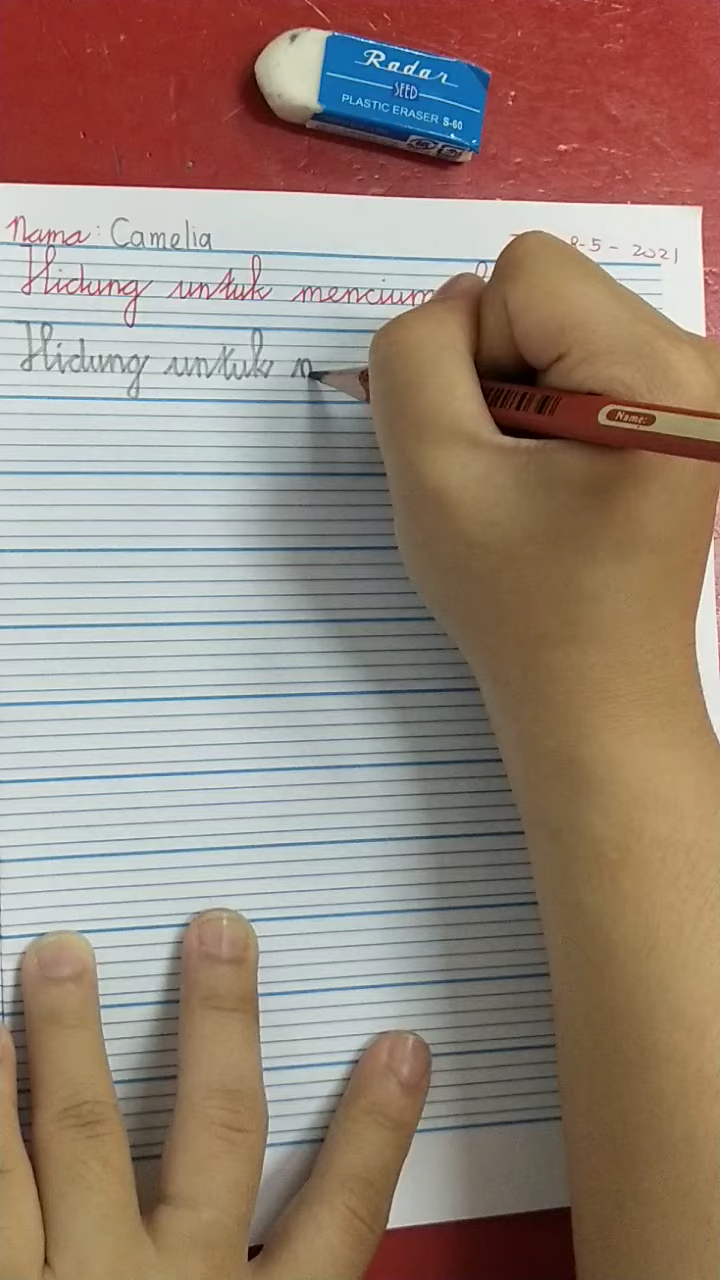 Radar
SEED
PLASTIC ERASER S-60
Nama: Camelia
8-5-2021
Hidung untuk mencium
Hidung untuk
Name: